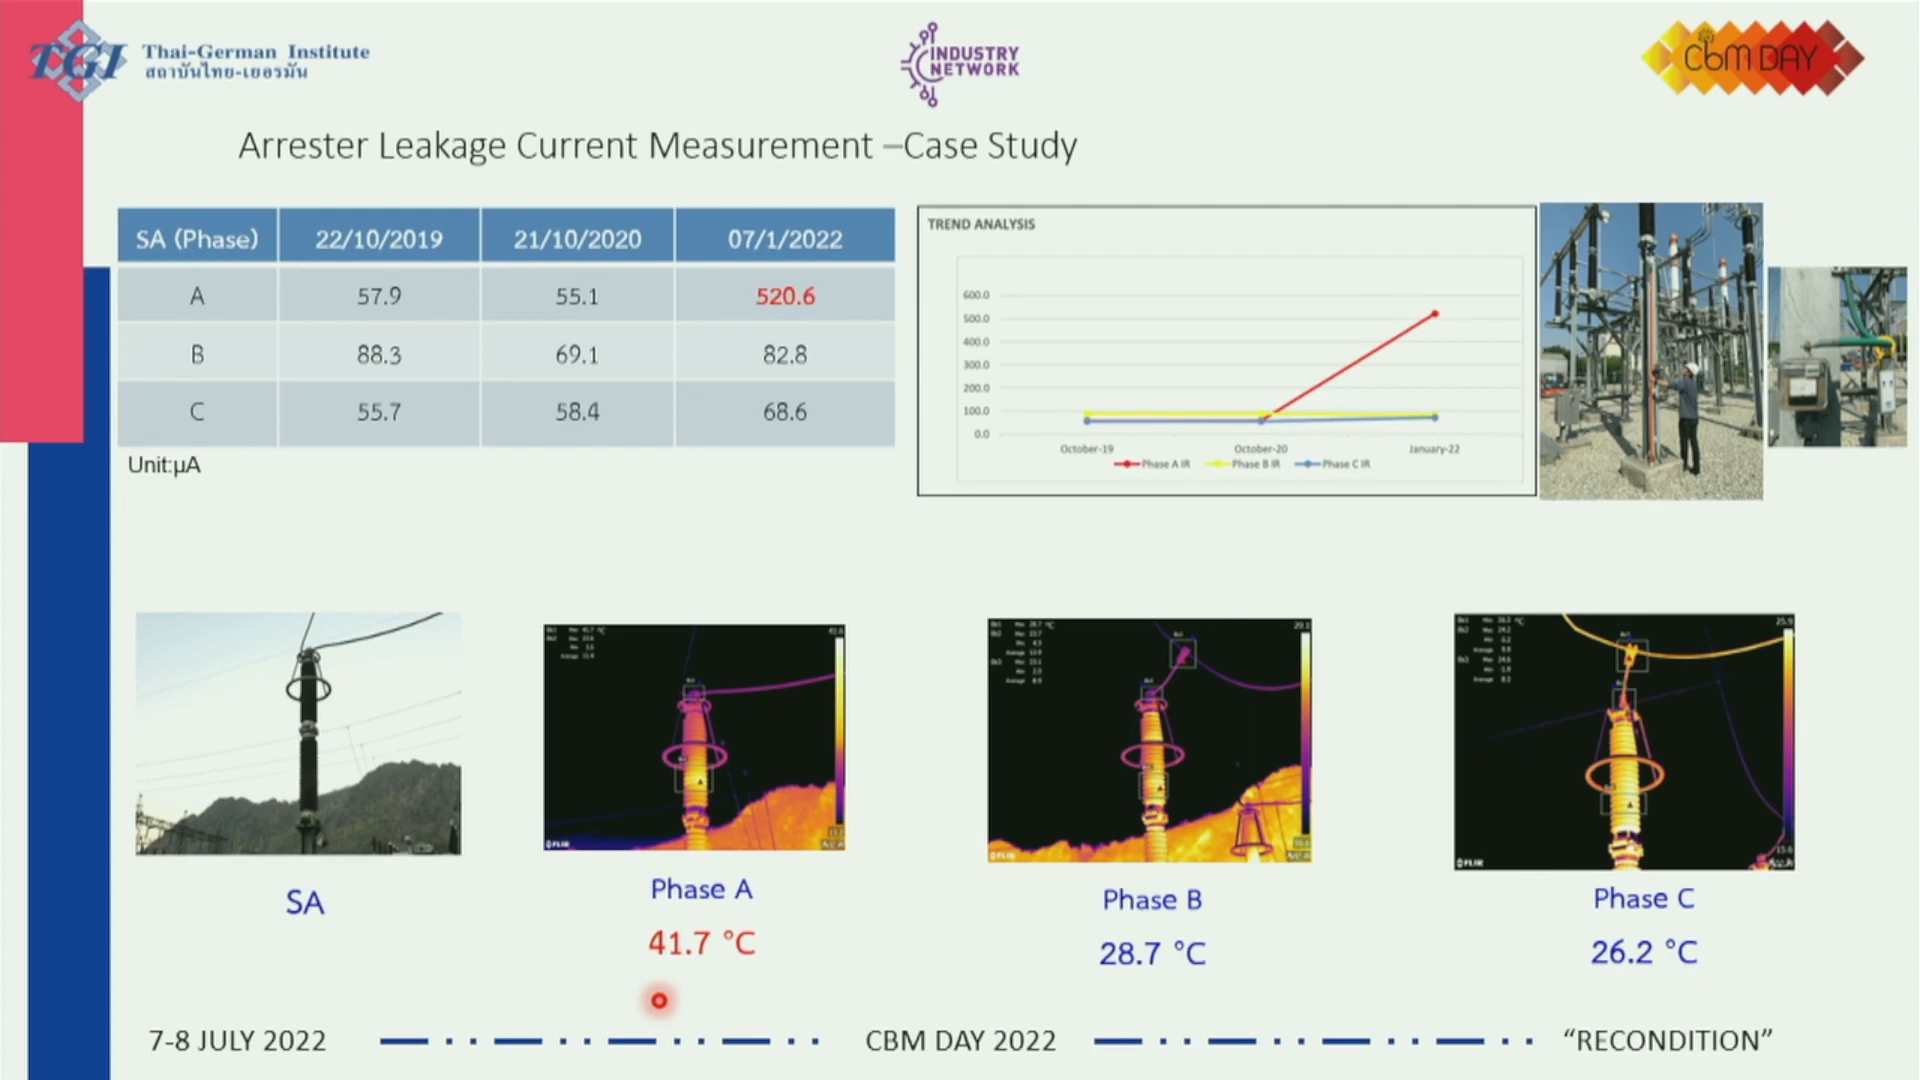 TGI Thai-German Institute
สถาบันไทย-เยอรมัน
INDUSTRY
NETWORK
CbM DAY
Arrester Leakage Current Measurement –Case Study
SA (Phase) 22/10/2019 21/10/2020 07/1/2022
A 57.9 55.1 520.6
B 88.3 69.1 82.8
C 55.7 58.4 68.6
Unit:µA
TREND ANALYSIS
600.0
500.0
400.0
300.0
200.0
100.0
0.0
October-19 October-20 January-22
Phase A IR Phase B IR Phase C IR
SA
Phase A
41.7 °C
Phase B
28.7 °C
Phase C
26.2 °C
7-8 JULY 2022 CBM DAY 2022 “RECONDITION”